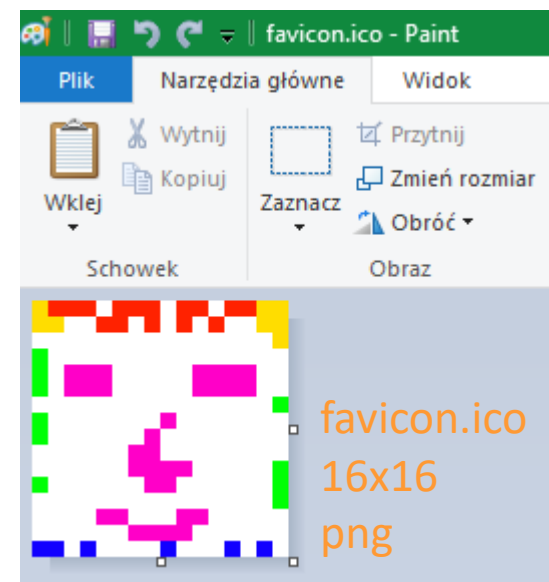 favicon.ico - Paint
Plik Narzędzia główne Widok
Wklej
Wytnij
Kopiuj
Schowek
Zaznacz
Przytnij
Zmień rozmiar
Obróć
Obraz
favicon.ico
16x16
png